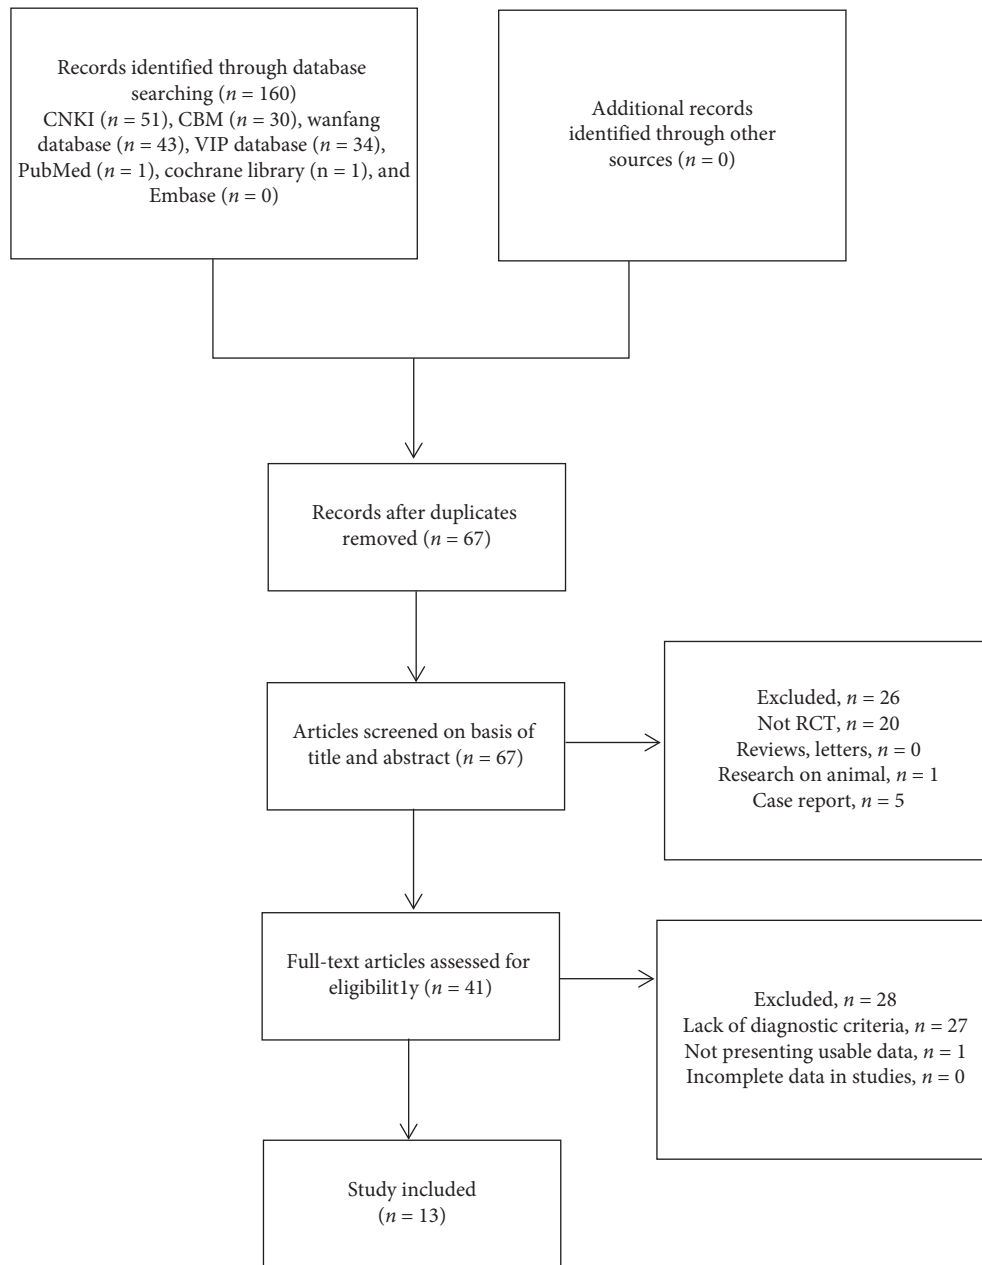 Records identified through database
searching (n = 160)
CNKI (n = 51), CBM (n = 30), wanfang
database (n = 43), VIP database (n = 34),
PubMed (n = 1), cochrane library (n = 1), and
Embase (n = 0)
Additional records
identified through other
sources (n = 0)
Records after duplicates
removed (n = 67)
Articles screened on basis of
title and abstract (n = 67)
Excluded, n = 26
Not RCT, n = 20
Reviews, letters, n = 0
Research on animal, n = 1
Case report, n = 5
Full-text articles assessed for
eligibilit1y (n = 41)
Excluded, n = 28
Lack of diagnostic criteria, n = 27
Not presenting usable data, n = 1
Incomplete data in studies, n = 0
Study included
(n = 13)